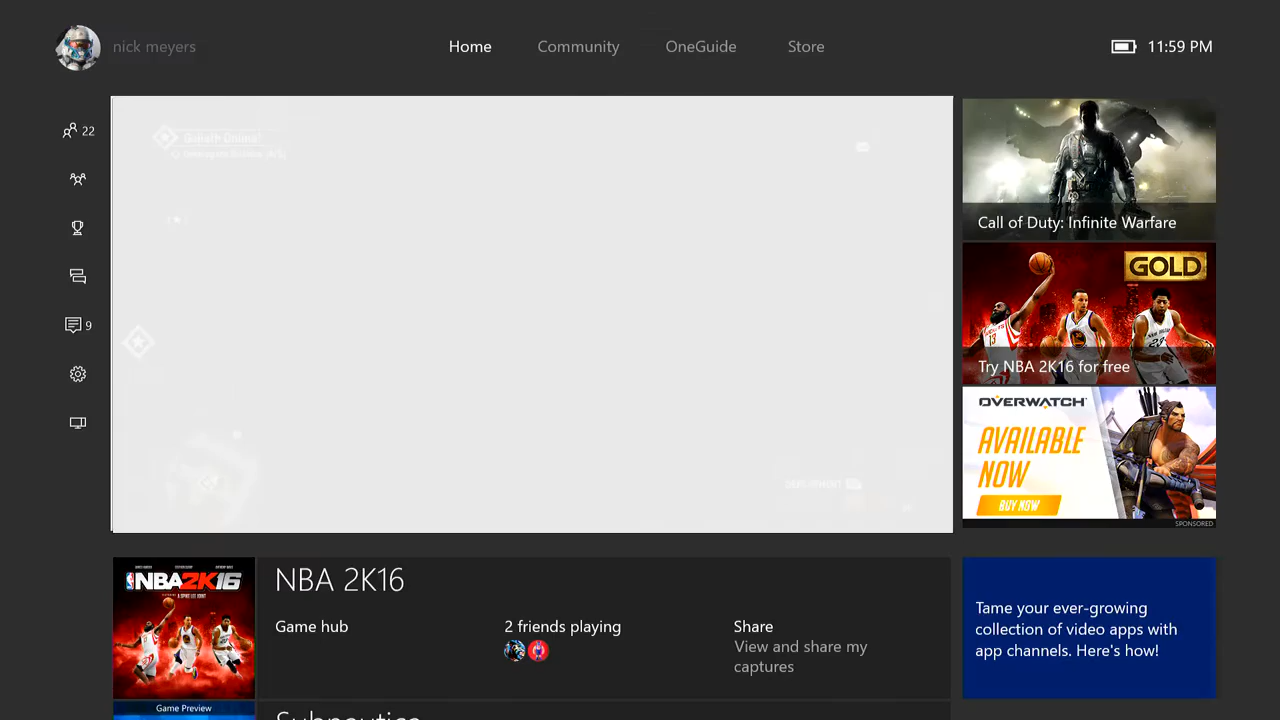 nick meyers
Home
Community
OneGuide
Store
11:59 PM
22
9
Call of Duty: Infinite Warfare
GOLD
Try NBA 2K16 for free
OVERWATCH
AVAILABLE
NOW
BUY NOW
SPONSORED
NBA 2K16
NBA 2K16
Game hub
2 friends playing
Share
View and share my
captures
Tame your ever-growing
collection of video apps with
app channels. Here's how!
Game Preview
Subnautica